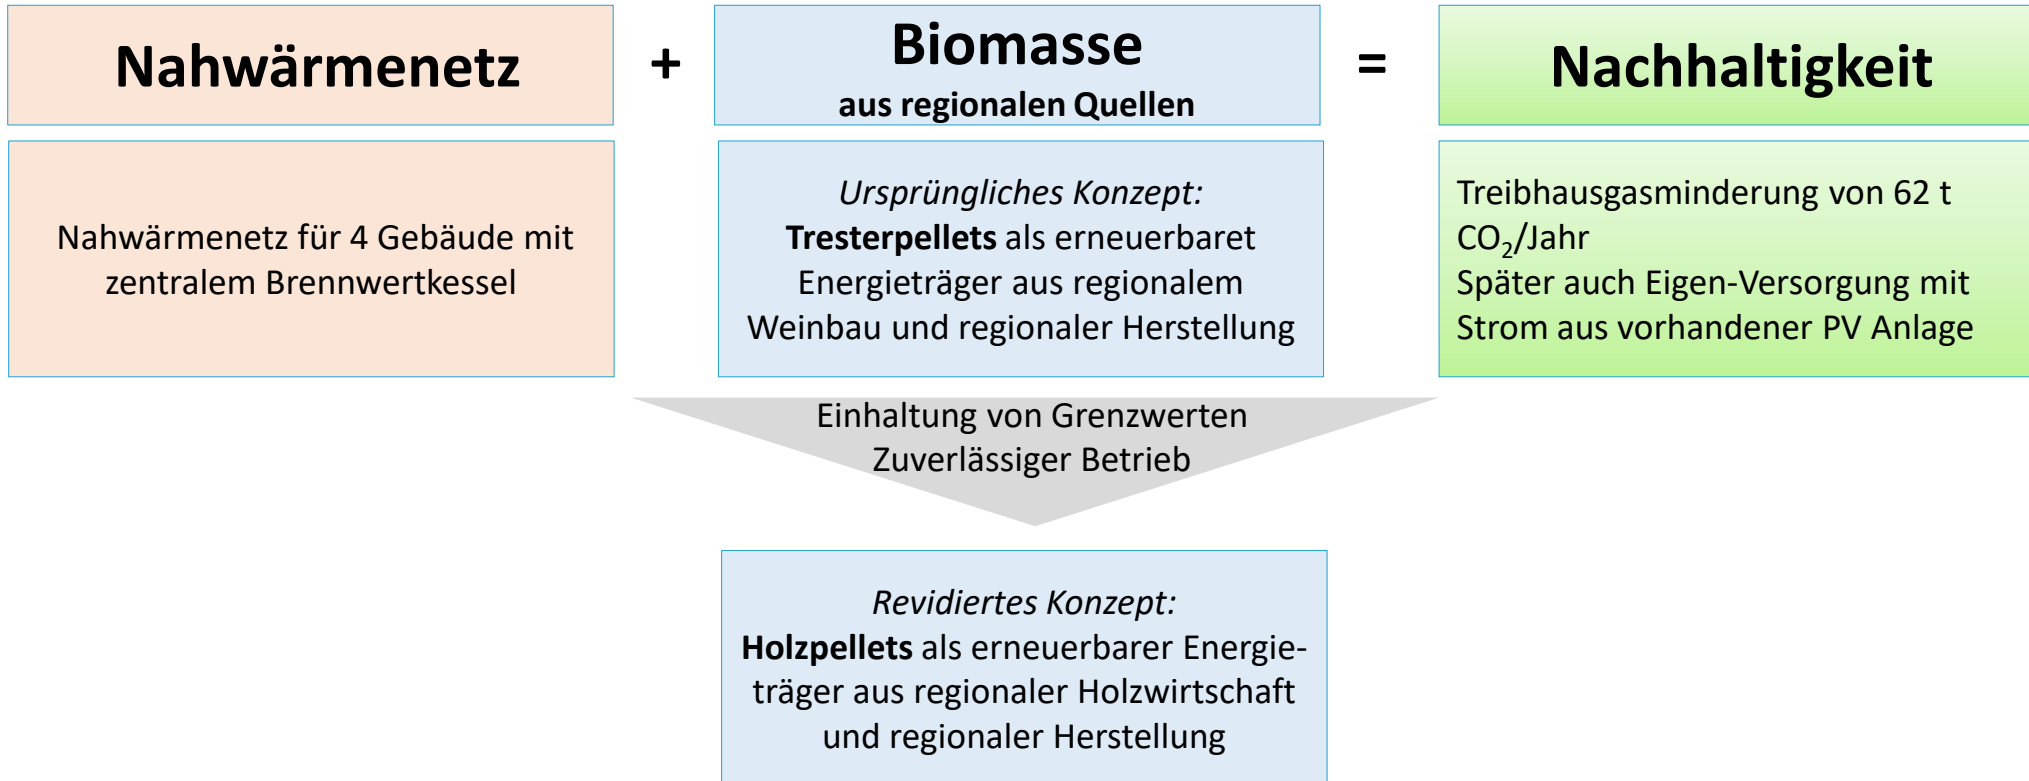 Nahwärmenetz
+
Biomasse
aus regionalen Quellen
=
Nachhaltigkeit
Nahwärmenetz für 4 Gebäude mit
zentralem Brennwertkessel
Ursprüngliches Konzept:
Tresterpellets als erneuerbaret
Energieträger aus regionalem
Weinbau und regionaler Herstellung
Treibhausgasminderung von 62 t
CO₂/Jahr
Später auch Eigen-Versorgung mit
Strom aus vorhandener PV Anlage
Einhaltung von Grenzwerten
Zuverlässiger Betrieb
Revidiertes Konzept:
Holzpellets als erneuerbarer Energie-
träger aus regionaler Holzwirtschaft
und regionaler Herstellung